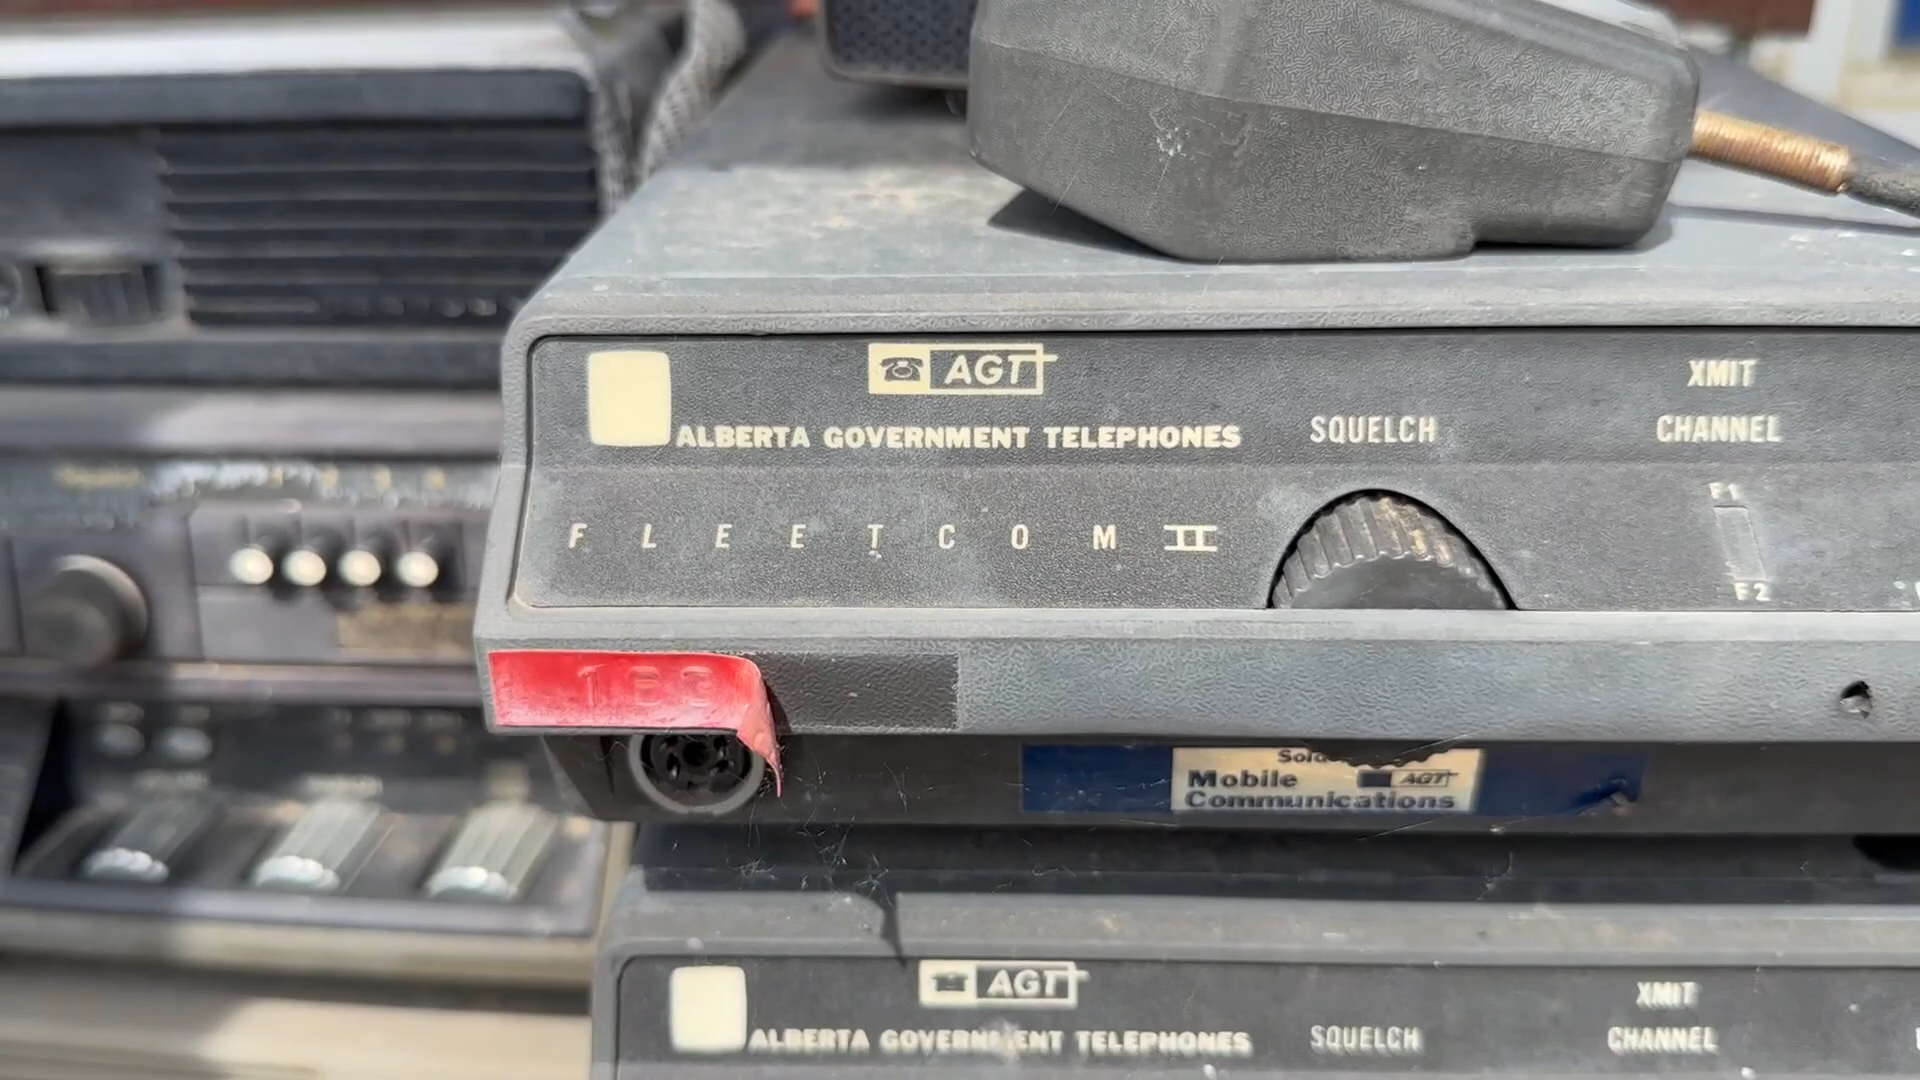 AGT
ALBERTA GOVERNMENT TELEPHONES
SQUELCH
XMIT
CHANNEL
F1
FLEETCOM II
F2
Mobile AGT
Communications
AGT
ALBERTA GOVERNMENT TELEPHONES
SQUELCH
XMIT
CHANNEL